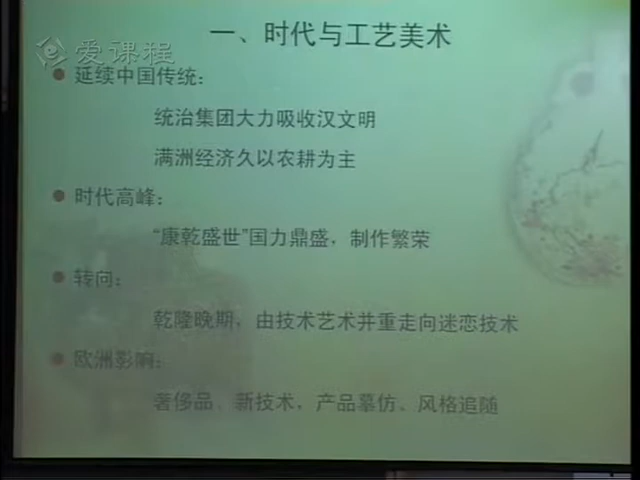 一、时代与工艺美术
爱课程
延续中国传统：
统治集团大力吸收汉文明
满洲经济久以农耕为主
时代高峰：
“康乾盛世”国力鼎盛，制作繁荣
转向：
乾隆晚期，由技术艺术并重走向迷恋技术
欧洲影响：
奢侈品、新技术，产品摹仿、风格追随